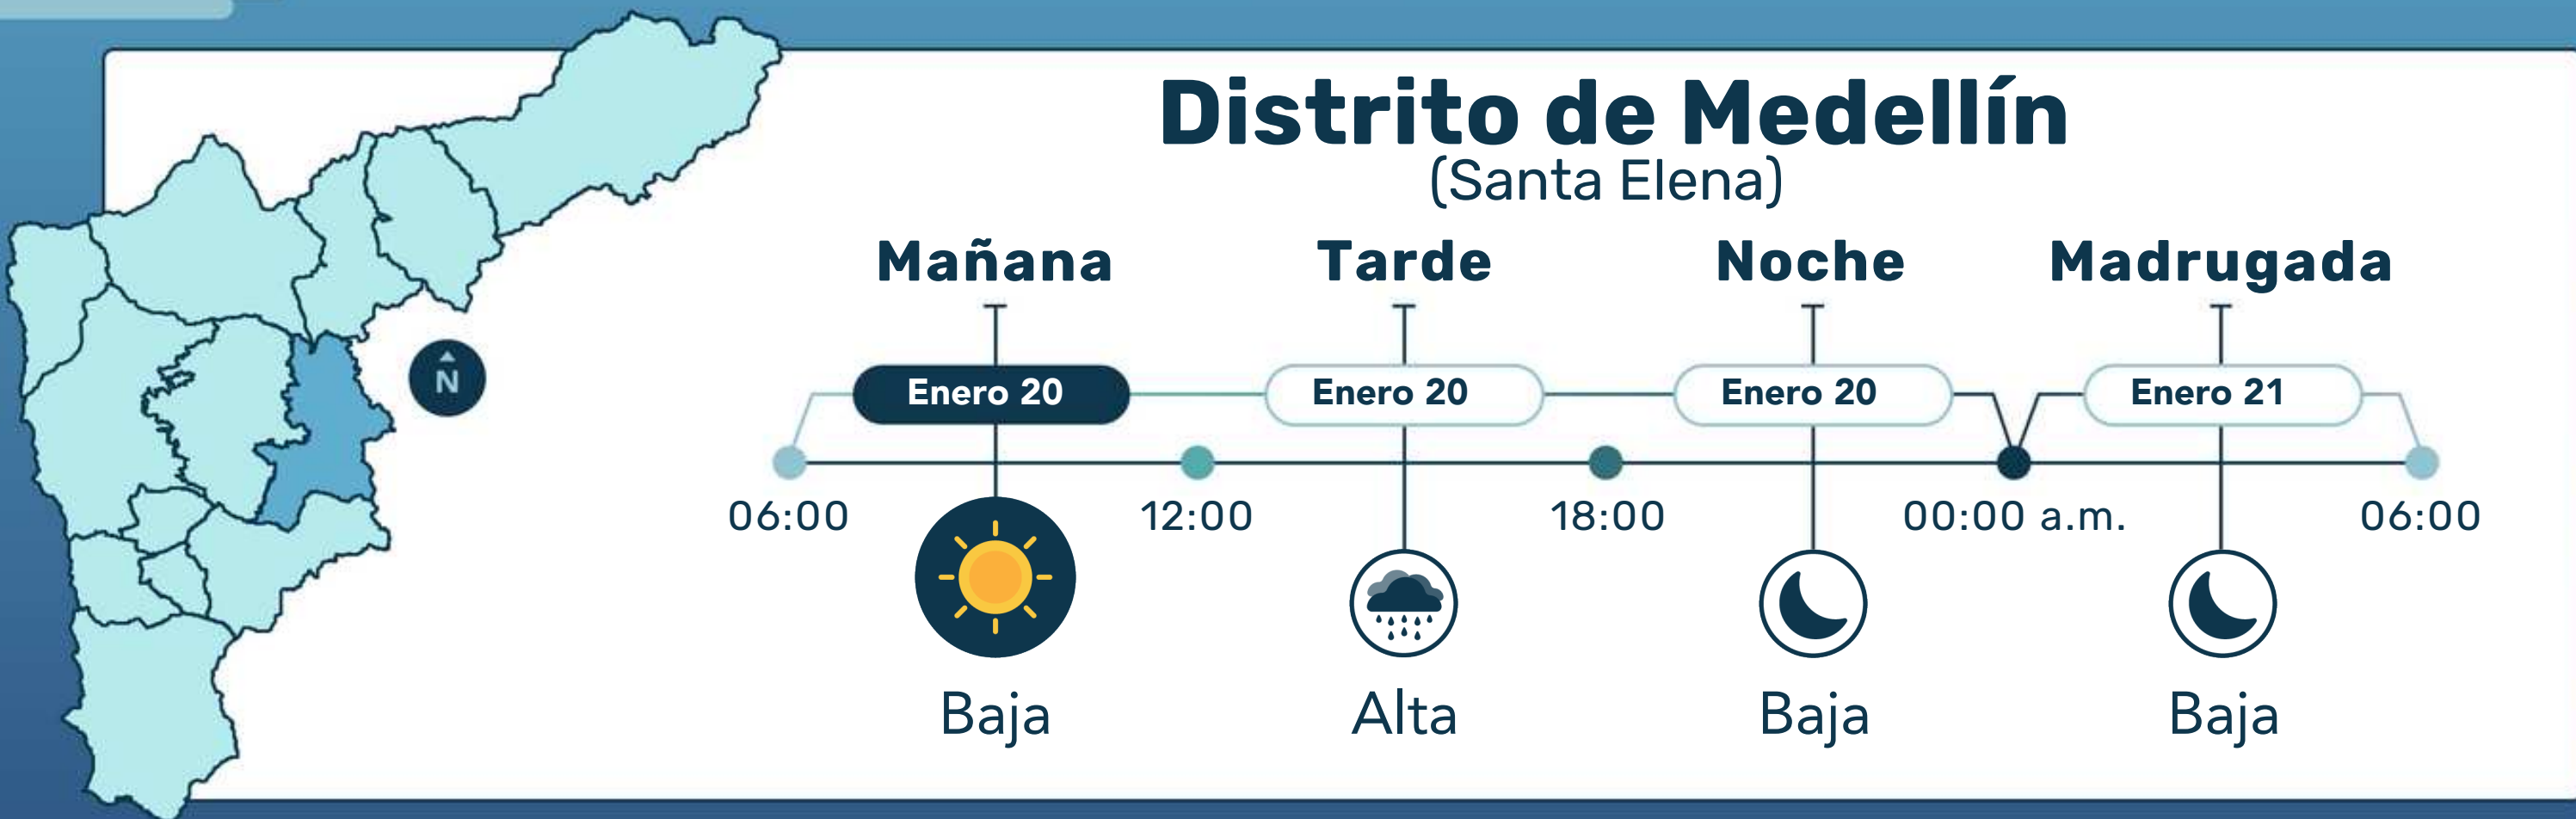 Distrito de Medellín
(Santa Elena)
Mañana Tarde Noche Madrugada
N
Enero 20 Enero 20 Enero 20 Enero 21
06:00 12:00 18:00 00:00 a.m. 06:00
Baja Alta Baja Baja